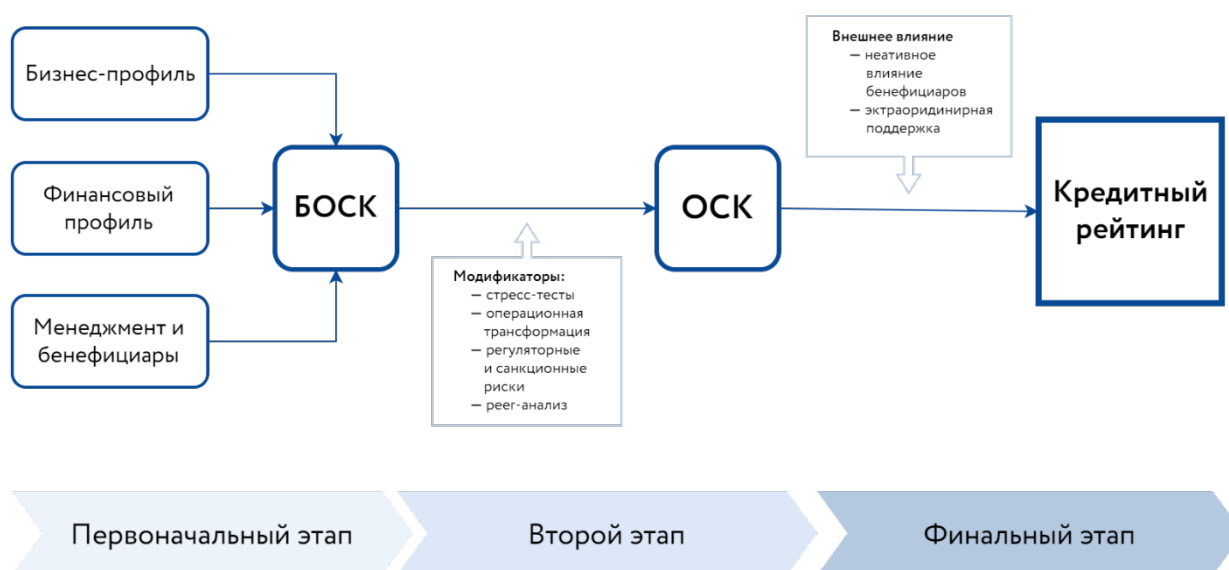 Бизнес-профиль
Финансовый
профиль
Менеджмент и
бенефициары
БОСК
Модификаторы:
— стресс-тесты
— операционная
трансформация
— регуляторные
и санкционные
риски
— peer-анализ
ОСК
Внешнее влияние
— неативное
влияние
бенефициаров
— эктраоридинирная
поддержка
Кредитный
рейтинг
Первоначальный этап
Второй этап
Финальный этап